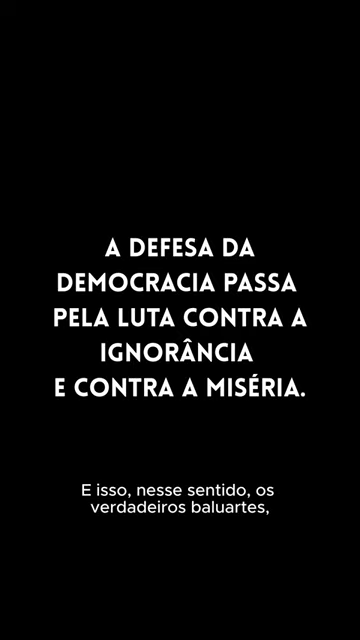 A DEFESA DA
DEMOCRACIA PASSA
PELA LUTA CONTRA A
IGNORÂNCIA
E CONTRA A MISÉRIA.
E isso, nesse sentido, os
verdadeiros baluartes,